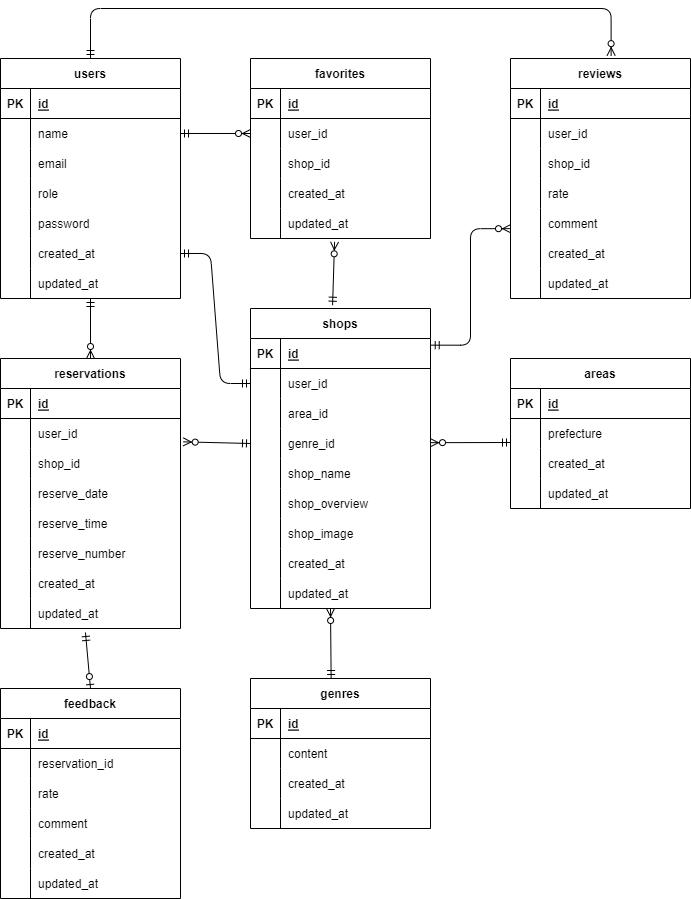 users
PK id
name
email
role
password
created_at
updated_at
favorites
PK id
user_id
shop_id
created_at
updated_at
reviews
PK id
user_id
shop_id
rate
comment
created_at
updated_at
reservations
PK id
user_id
shop_id
reserve_date
reserve_time
reserve_number
created_at
updated_at
shops
PK id
user_id
area_id
genre_id
shop_name
shop_overview
shop_image
created_at
updated_at
areas
PK id
prefecture
created_at
updated_at
feedback
PK id
reservation_id
rate
comment
created_at
updated_at
genres
PK id
content
created_at
updated_at